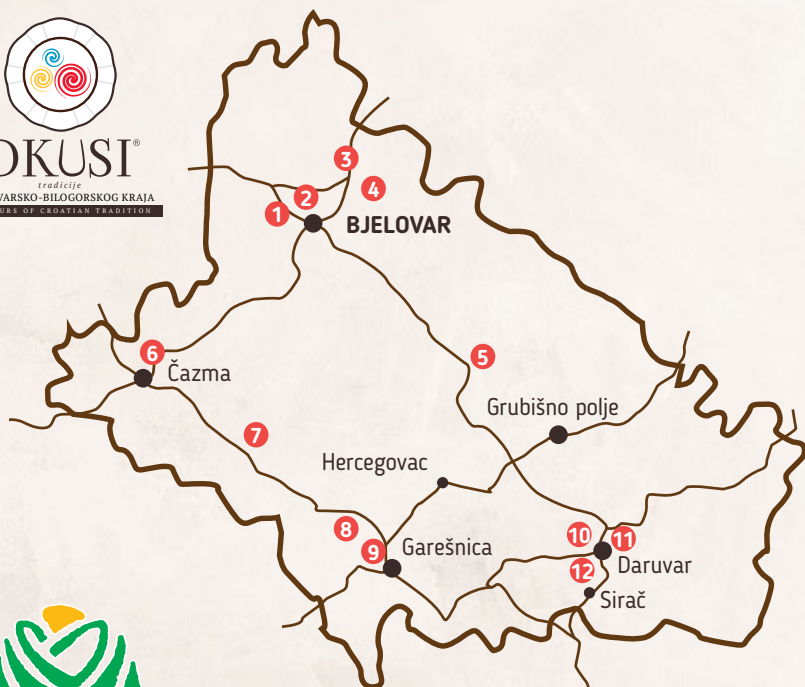 OKUSI®
tradicije
VARSKO-BILOGORSKOG KRAJA
URS OF CROATIAN TRADITION
3
4
2
1
BJELOVAR
6
Čazma
5
Grubišno polje
7
Hercegovac
8
9
Garešnica
10
11
Daruvar
12
Sirač